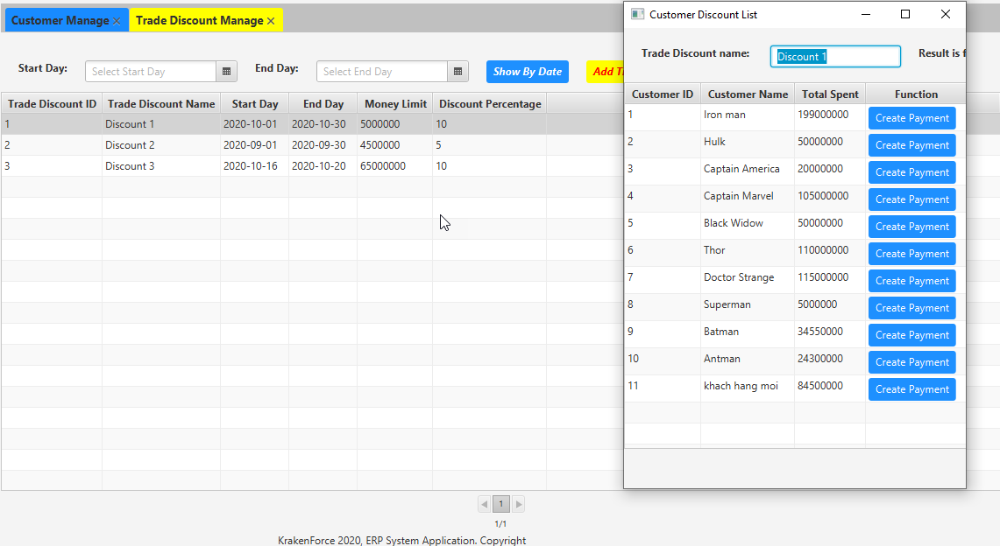 Customer Manage × Trade Discount Manage ×
Start Day: Select Start Day End Day: Select End Day Show By Date Add T
Trade Discount ID Trade Discount Name Start Day End Day Money Limit Discount Percentage
1 Discount 1 2020-10-01 2020-10-30 5000000 10
2 Discount 2 2020-09-01 2020-09-30 4500000 5
3 Discount 3 2020-10-16 2020-10-20 65000000 10
1
1/1
KrakenForce 2020, ERP System Application. Copyright
Customer Discount List
Trade Discount name: Discount 1 Result is f
Customer ID Customer Name Total Spent Function
1 Iron man 199000000 Create Payment
2 Hulk 50000000 Create Payment
3 Captain America 20000000 Create Payment
4 Captain Marvel 105000000 Create Payment
5 Black Widow 50000000 Create Payment
6 Thor 110000000 Create Payment
7 Doctor Strange 115000000 Create Payment
8 Superman 5000000 Create Payment
9 Batman 34550000 Create Payment
10 Antman 24300000 Create Payment
11 khach hang moi 84500000 Create Payment